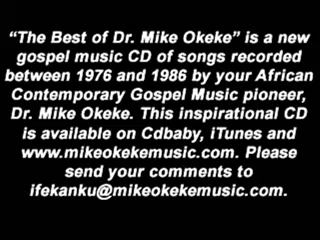 “The Best of Dr. Mike Okeke” is a new
gospel music CD of songs recorded
between 1976 and 1986 by your African
Contemporary Gospel Music pioneer,
Dr. Mike Okeke. This inspirational CD
is available on Cdbaby, iTunes and
www.mikeokekemusic.com. Please
send your comments to
ifekanku@mikeokekemusic.com.